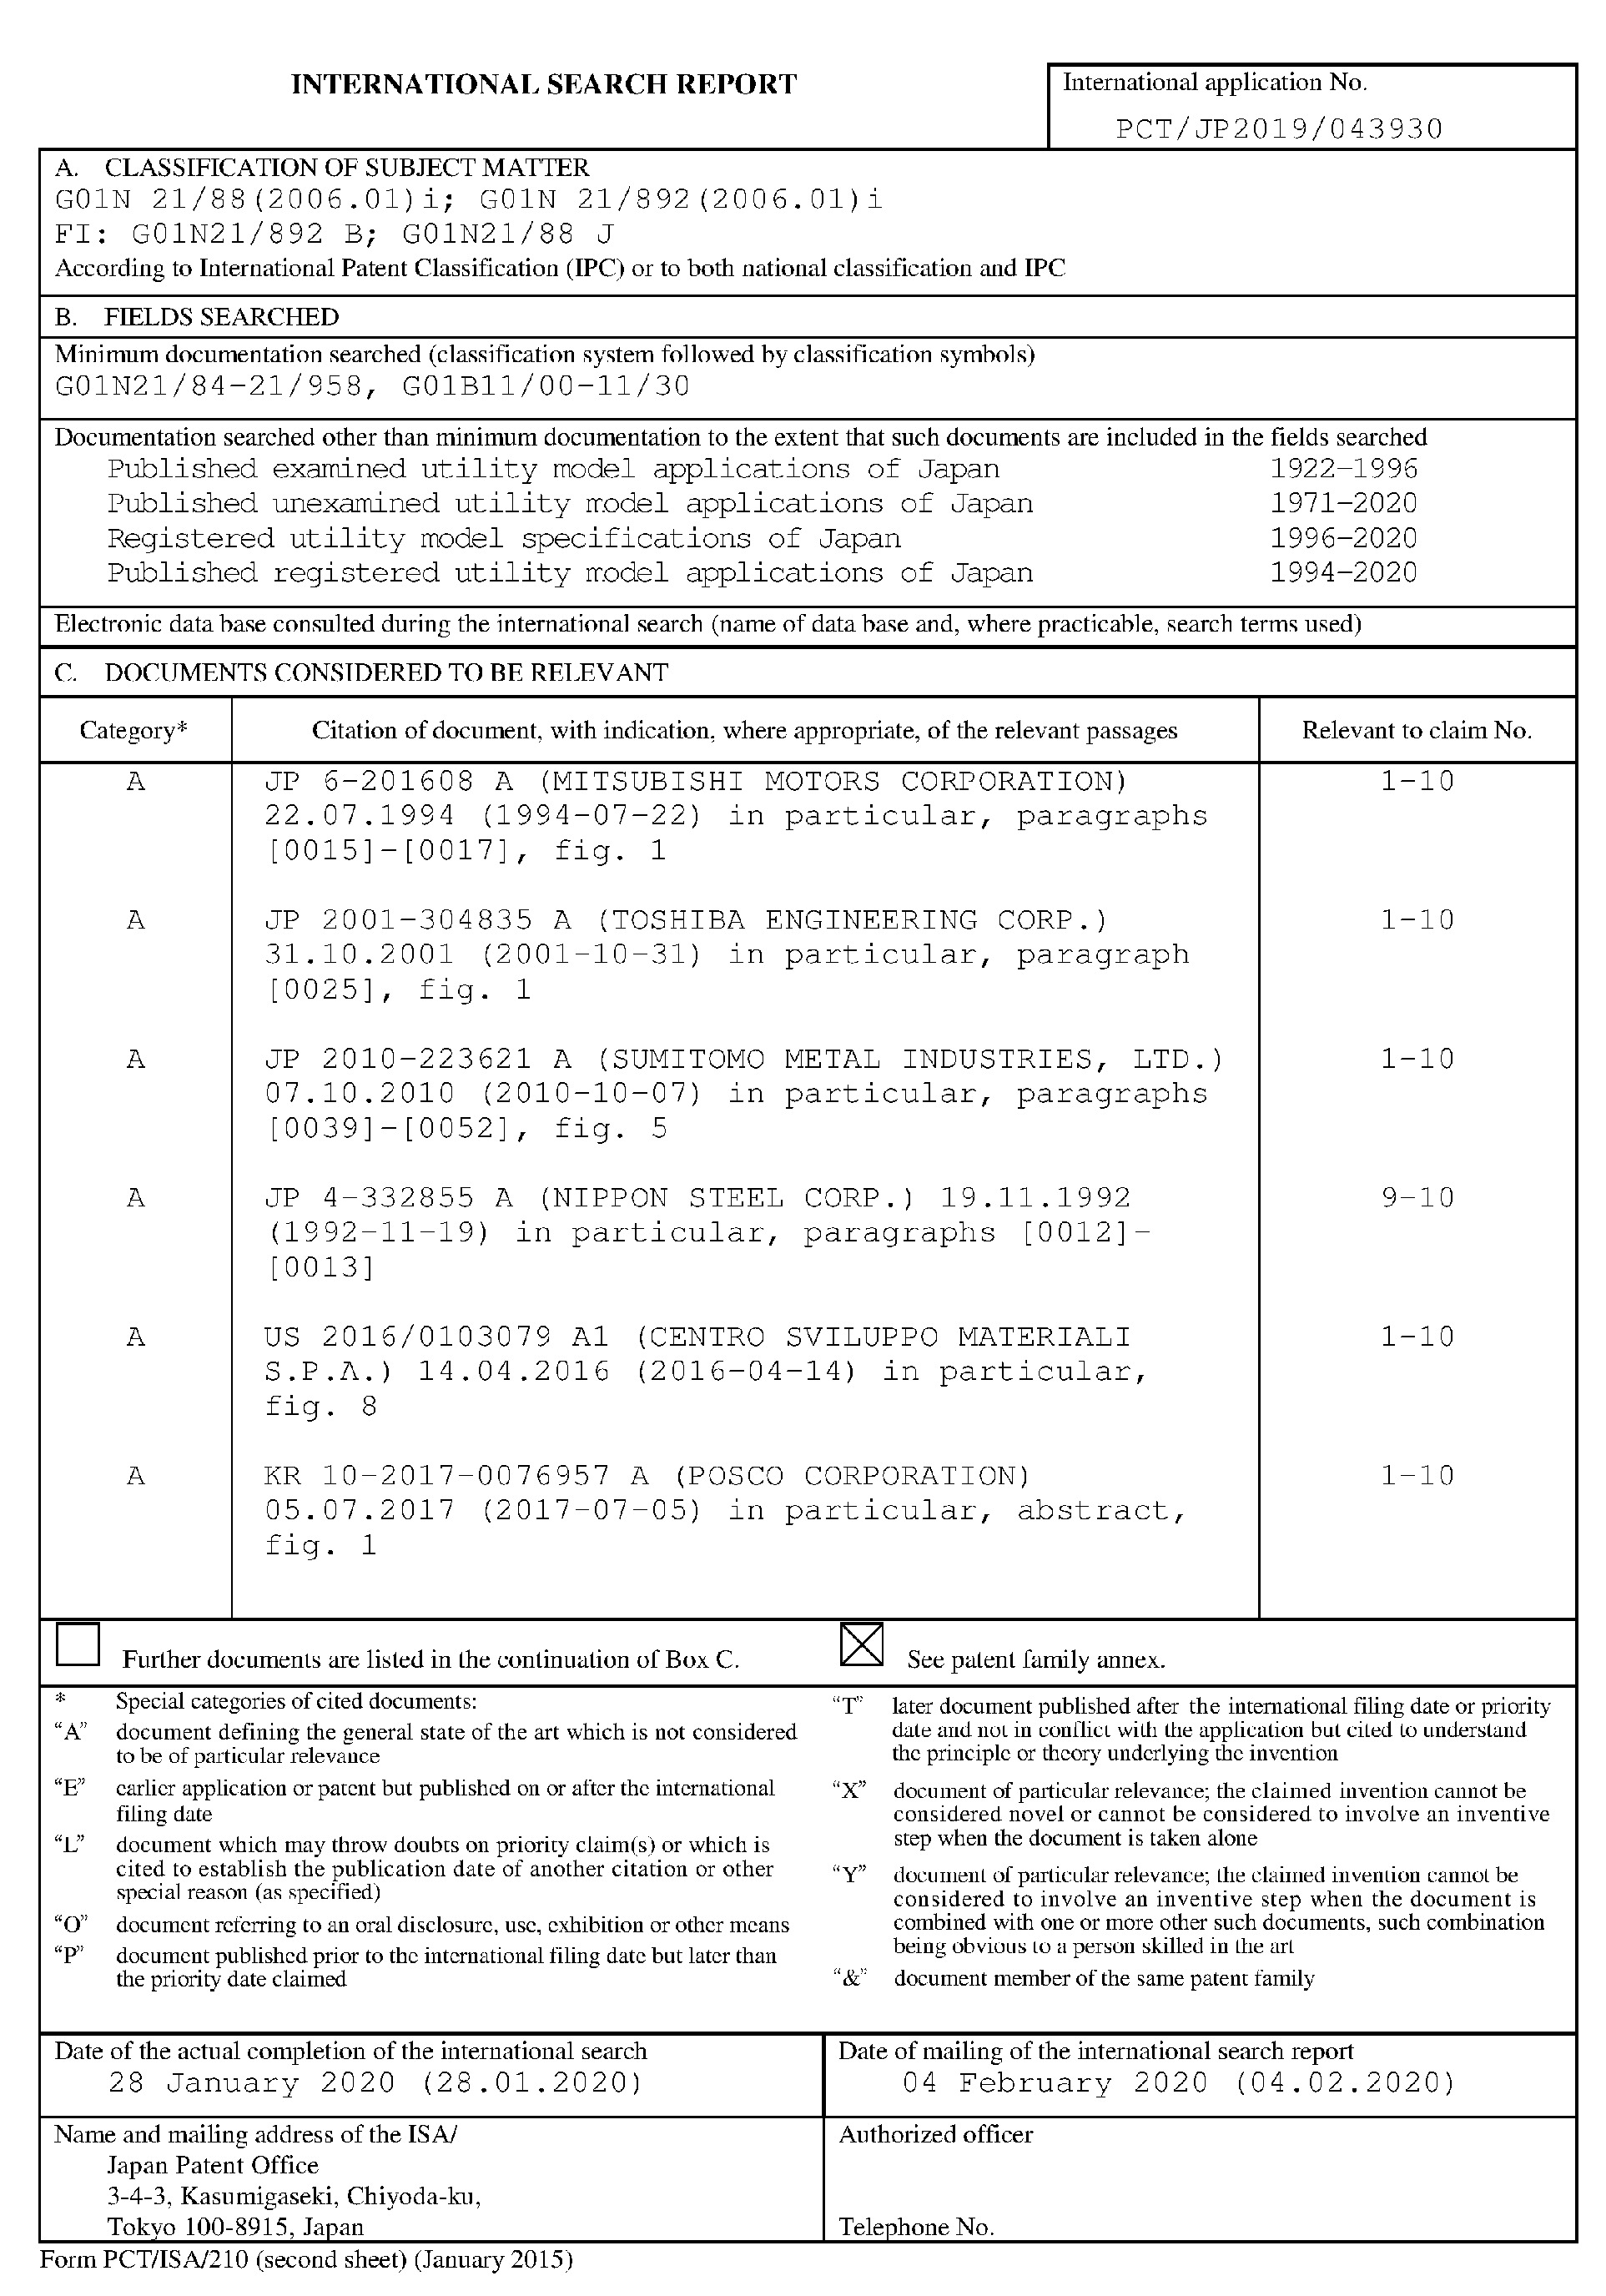 INTERNATIONAL SEARCH REPORT
International application No.
PCT/JP2019/043930
A. CLASSIFICATION OF SUBJECT MATTER
G01N 21/88(2006.01)i; G01N 21/892(2006.01)i
FI: G01N21/892 B; G01N21/88 J
According to International Patent Classification (IPC) or to both national classification and IPC
B. FIELDS SEARCHED
Minimum documentation searched (classification system followed by classification symbols)
G01N21/84-21/958, G01B11/00-11/30
Documentation searched other than minimum documentation to the extent that such documents are included in the fields searched
Published examined utility model applications of Japan 1922-1996
Published unexamined utility model applications of Japan 1971-2020
Registered utility model specifications of Japan 1996-2020
Published registered utility model applications of Japan 1994-2020
Electronic data base consulted during the international search (name of data base and, where practicable, search terms used)
C. DOCUMENTS CONSIDERED TO BE RELEVANT
Category* Citation of document, with indication, where appropriate, of the relevant passages Relevant to claim No.
A JP 6-201608 A (MITSUBISHI MOTORS CORPORATION) 1-10
22.07.1994 (1994-07-22) in particular, paragraphs
[0015]-[0017], fig. 1
A JP 2001-304835 A (TOSHIBA ENGINEERING CORP.) 1-10
31.10.2001 (2001-10-31) in particular, paragraph
[0025], fig. 1
A JP 2010-223621 A (SUMITOMO METAL INDUSTRIES, LTD.) 1-10
07.10.2010 (2010-10-07) in particular, paragraphs
[0039]-[0052], fig. 5
A JP 4-332855 A (NIPPON STEEL CORP.) 19.11.1992 9-10
(1992-11-19) in particular, paragraphs [0012]-
[0013]
A US 2016/0103079 A1 (CENTRO SVILUPPO MATERIALI 1-10
S.P.A.) 14.04.2016 (2016-04-14) in particular,
fig. 8
A KR 10-2017-0076957 A (POSCO CORPORATION) 1-10
05.07.2017 (2017-07-05) in particular, abstract,
fig. 1
Further documents are listed in the continuation of Box C.
See patent family annex.
* Special categories of cited documents:
“A” document defining the general state of the art which is not considered
to be of particular relevance
“E” earlier application or patent but published on or after the international
filing date
“L” document which may throw doubts on priority claim(s) or which is
cited to establish the publication date of another citation or other
special reason (as specified)
“O” document referring to an oral disclosure, use, exhibition or other means
“P” document published prior to the international filing date but later than
the priority date claimed
“T” later document published after the international filing date or priority
date and not in conflict with the application but cited to understand
the principle or theory underlying the invention
“X” document of particular relevance; the claimed invention cannot be
considered novel or cannot be considered to involve an inventive
step when the document is taken alone
“Y” document of particular relevance; the claimed invention cannot be
considered to involve an inventive step when the document is
combined with one or more other such documents, such combination
being obvious to a person skilled in the art
“&” document member of the same patent family
Date of the actual completion of the international search
28 January 2020 (28.01.2020)
Date of mailing of the international search report
04 February 2020 (04.02.2020)
Name and mailing address of the ISA/
Japan Patent Office
3-4-3, Kasumigaseki, Chiyoda-ku,
Tokyo 100-8915, Japan
Authorized officer
Telephone No.
Form PCT/ISA/210 (second sheet) (January 2015)